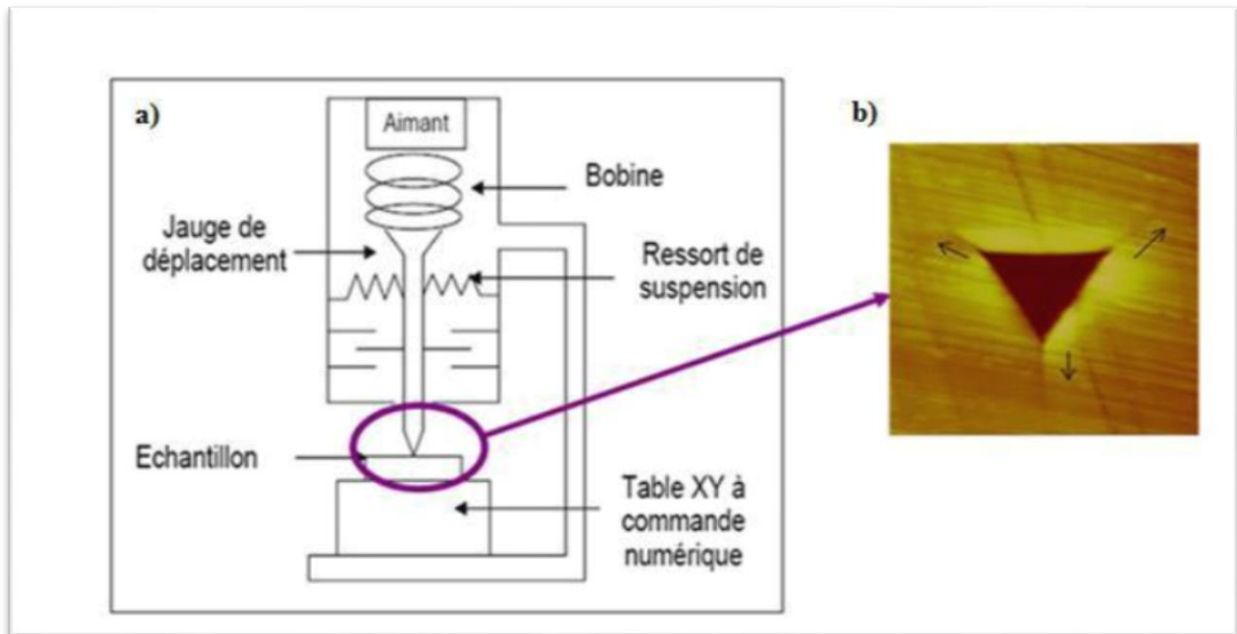 a)
Aimant
b)
Bobine
Jauge de
déplacement
Ressort de
suspension
Echantillon
Table XY à
commande
numérique